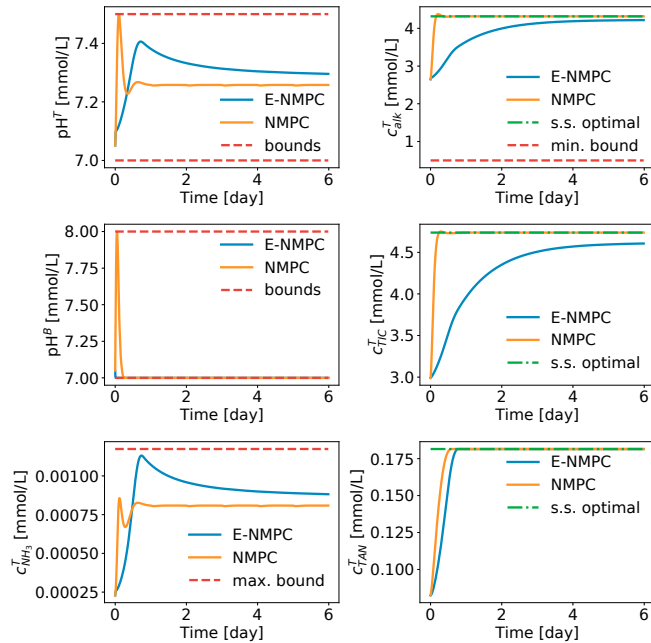 pH^T [mmol/L]
7.4
7.2
7.0
E-NMPC
NMPC
bounds
0
2
4
6
Time [day]
c^T_alk [mmol/L]
4
3
2
1
E-NMPC
NMPC
s.s. optimal
min. bound
0
2
4
6
Time [day]
pH^B [mmol/L]
8.00
7.75
7.50
7.25
7.00
E-NMPC
NMPC
bounds
0
2
4
6
Time [day]
c^T_TIC [mmol/L]
4.5
4.0
3.5
3.0
E-NMPC
NMPC
s.s. optimal
0
2
4
6
Time [day]
c^T_NH₃ [mmol/L]
0.00100
0.00075
0.00050
0.00025
E-NMPC
NMPC
max. bound
0
2
4
6
Time [day]
c^T_TAN [mmol/L]
0.175
0.150
0.125
0.100
E-NMPC
NMPC
s.s. optimal
0
2
4
6
Time [day]